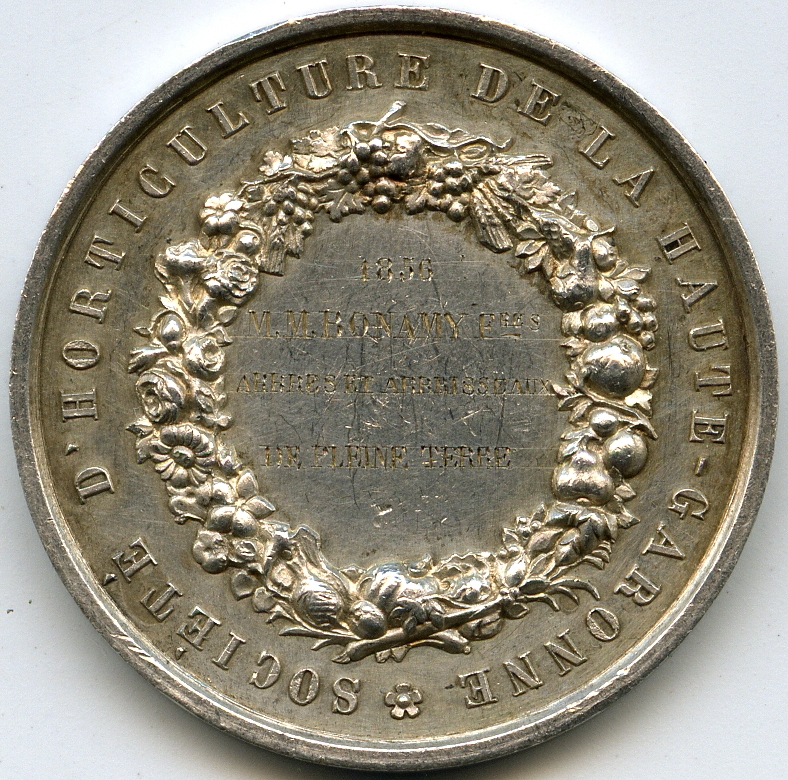 SOCIÉTÉ D'HORTICULTURE DE LA HAUTE-GARONNE.
1856
M.M. BONAMY FRES
ARBRES ET ARBRISSEAUX
DE PLEINE TERRE